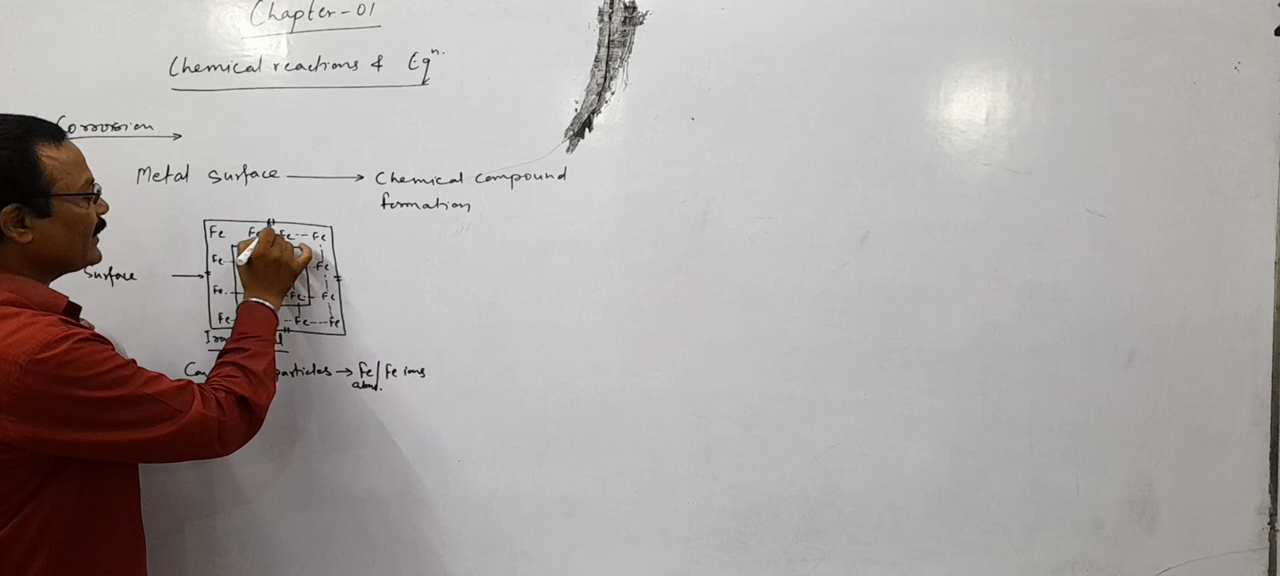 Chapter-01
Chemical reactions & Eqn.
Corrosion
Metal surface → Chemical compound
formation
Fe Fe Fe--Fe
Fe Fe
Surface →
Fe Fe Fe
Fe Fe---Fe
particles → Fe/Fe ions